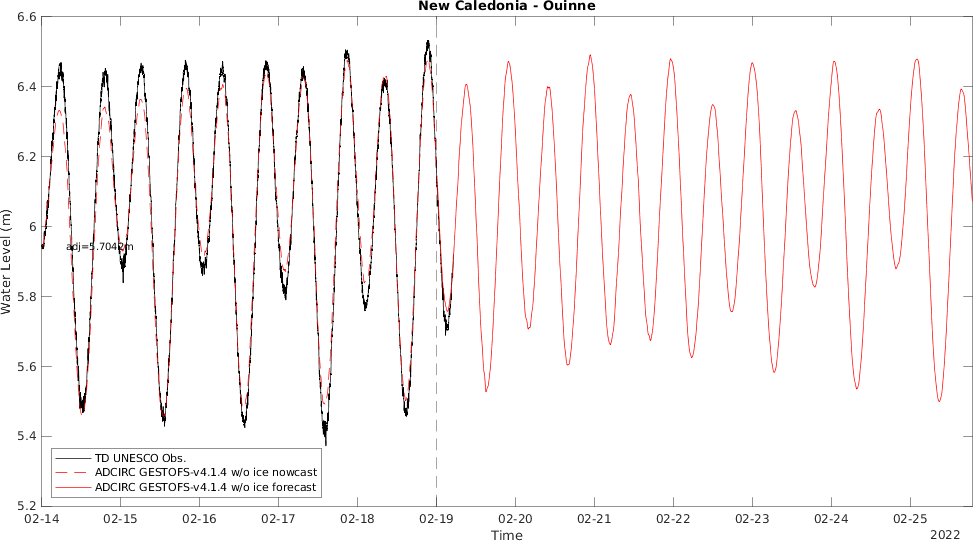 New Caledonia - Ouinne
6.6
6.4
6.2
6
5.8
5.6
5.4
5.2
Water Level (m)
adj=5.7042m
TD UNESCO Obs.
ADCIRC GESTOFS-v4.1.4 w/o ice nowcast
ADCIRC GESTOFS-v4.1.4 w/o ice forecast
02-14 02-15 02-16 02-17 02-18 02-19 02-20 02-21 02-22 02-23 02-24 02-25
Time
2022